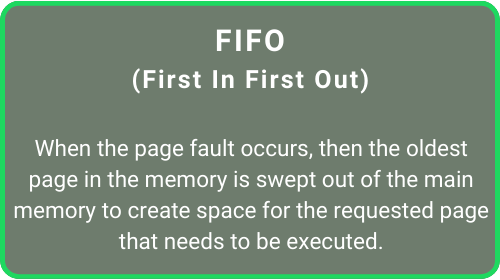 FIFO
(First In First Out)
When the page fault occurs, then the oldest
page in the memory is swept out of the main
memory to create space for the requested page
that needs to be executed.